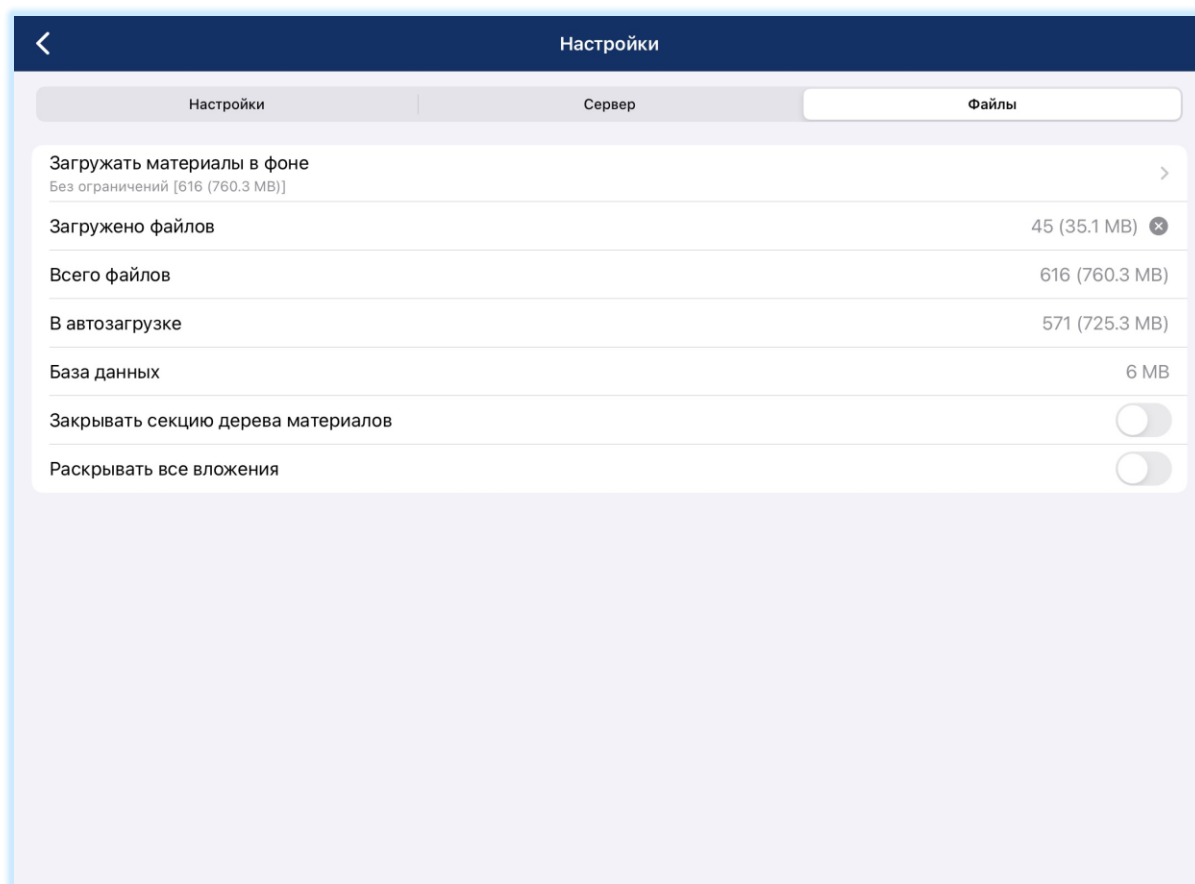 Настройки
Настройки Сервер Файлы
Загружать материалы в фоне
Без ограничений [616 (760.3 MB)]
Загружено файлов 45 (35.1 MB)
Всего файлов 616 (760.3 MB)
В автозагрузке 571 (725.3 MB)
База данных 6 MB
Закрывать секцию дерева материалов
Раскрывать все вложения